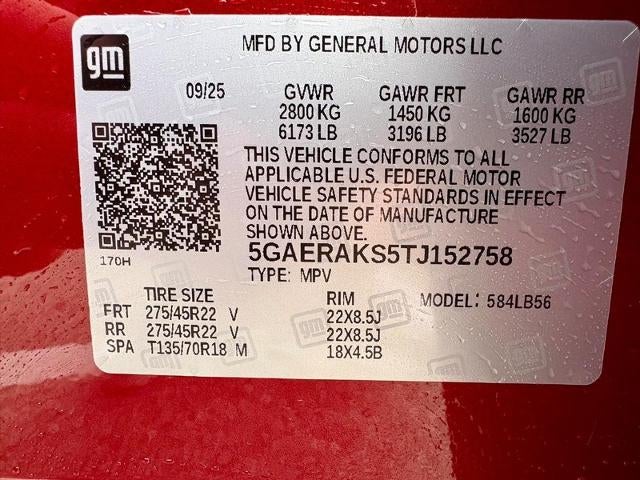 gm
MFD BY GENERAL MOTORS LLC
09/25 GVWR GAWR FRT GAWR RR
2800 KG 1450 KG 1600 KG
6173 LB 3196 LB 3527 LB
THIS VEHICLE CONFORMS TO ALL
APPLICABLE U.S. FEDERAL MOTOR
VEHICLE SAFETY STANDARDS IN EFFECT
ON THE DATE OF MANUFACTURE
SHOWN ABOVE.
170H
5GAERAKS5TJ152758
TYPE: MPV
TIRE SIZE RIM MODEL: 584LB56
FRT 275/45R22 V 22X8.5J
RR 275/45R22 V 22X8.5J
SPA T135/70R18 M 18X4.5B